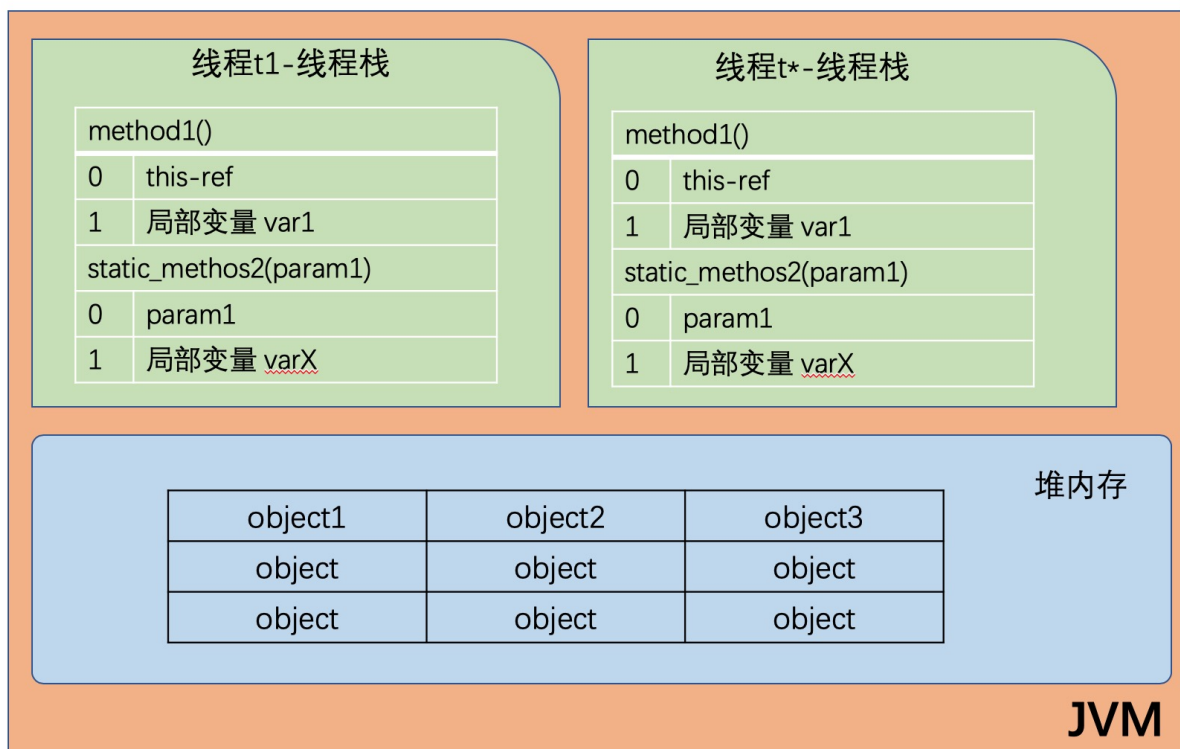 线程t1-线程栈
method1()
0 this-ref
1 局部变量 var1
static_methos2(param1)
0 param1
1 局部变量 varX
线程t*-线程栈
method1()
0 this-ref
1 局部变量 var1
static_methos2(param1)
0 param1
1 局部变量 varX
堆内存
object1 object2 object3
object object object
object object object
JVM